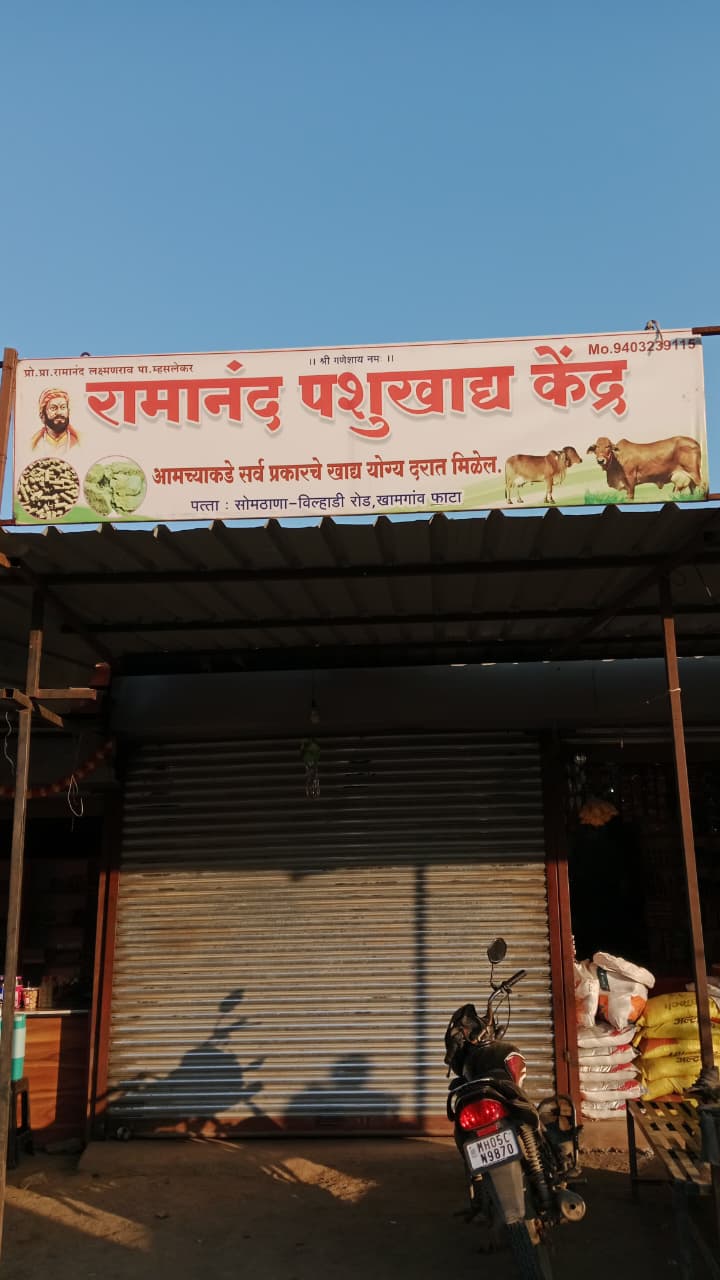 ।। श्री गणेशाय नमः ।।
Mo.9403239115
प्रो.प्रा.रामानंद लक्ष्मणराव पा.म्हसलेकर
रामानंद पशुखाद्य केंद्र
आमच्याकडे सर्व प्रकारचे खाद्य योग्य दरात मिळेल.
पत्ता : सोमठाणा-विल्हाडी रोड,खामगांव फाटा
MH05C
N9870